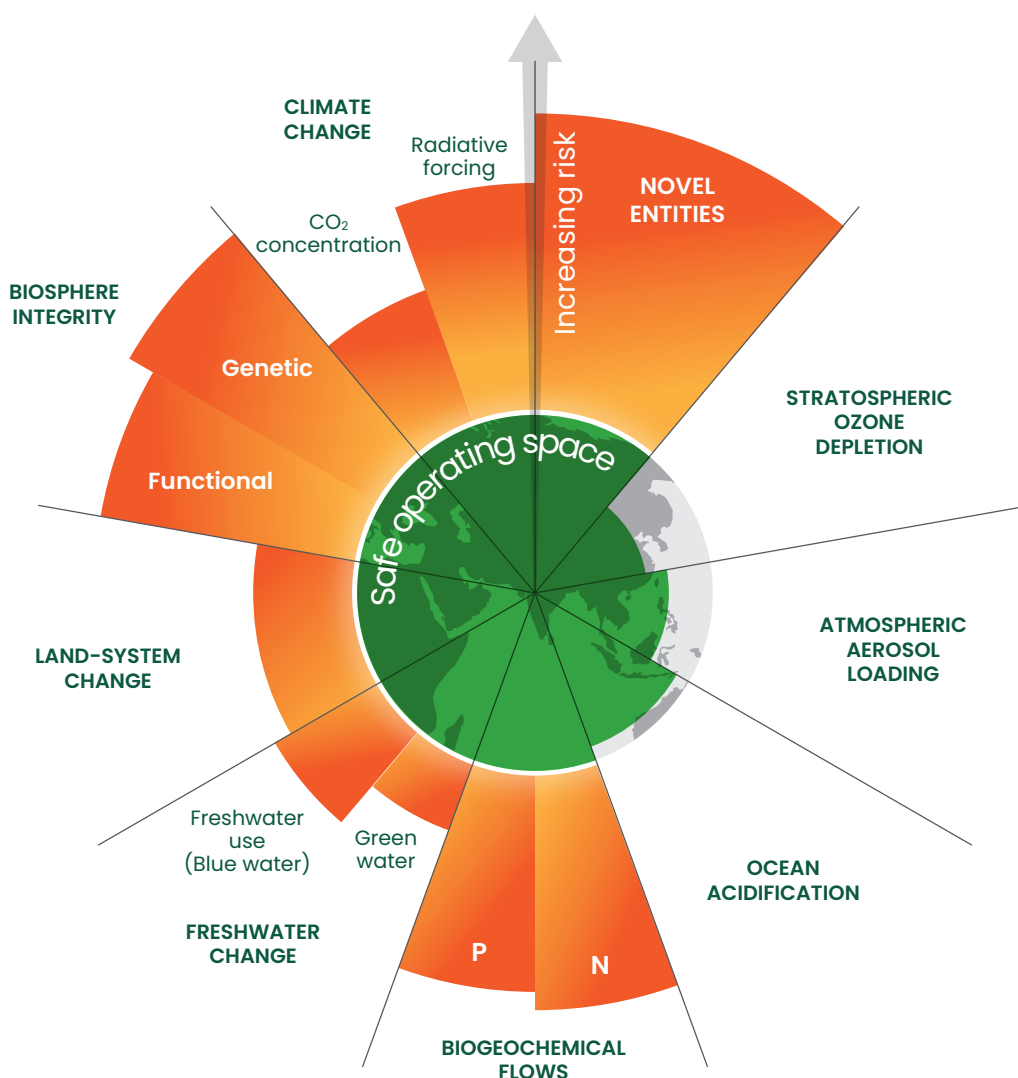 CLIMATE
CHANGE
Radiative
forcing
CO₂
concentration
Increasing risk
NOVEL
ENTITIES
BIOSPHERE
INTEGRITY
Genetic
Functional
STRATOSPHERIC
OZONE
DEPLETION
Safe operating space
ATMOSPHERIC
AEROSOL
LOADING
LAND-SYSTEM
CHANGE
Freshwater
use
(Blue water)
Green
water
OCEAN
ACIDIFICATION
FRESHWATER
CHANGE
P
N
BIOGEOCHEMICAL
FLOWS